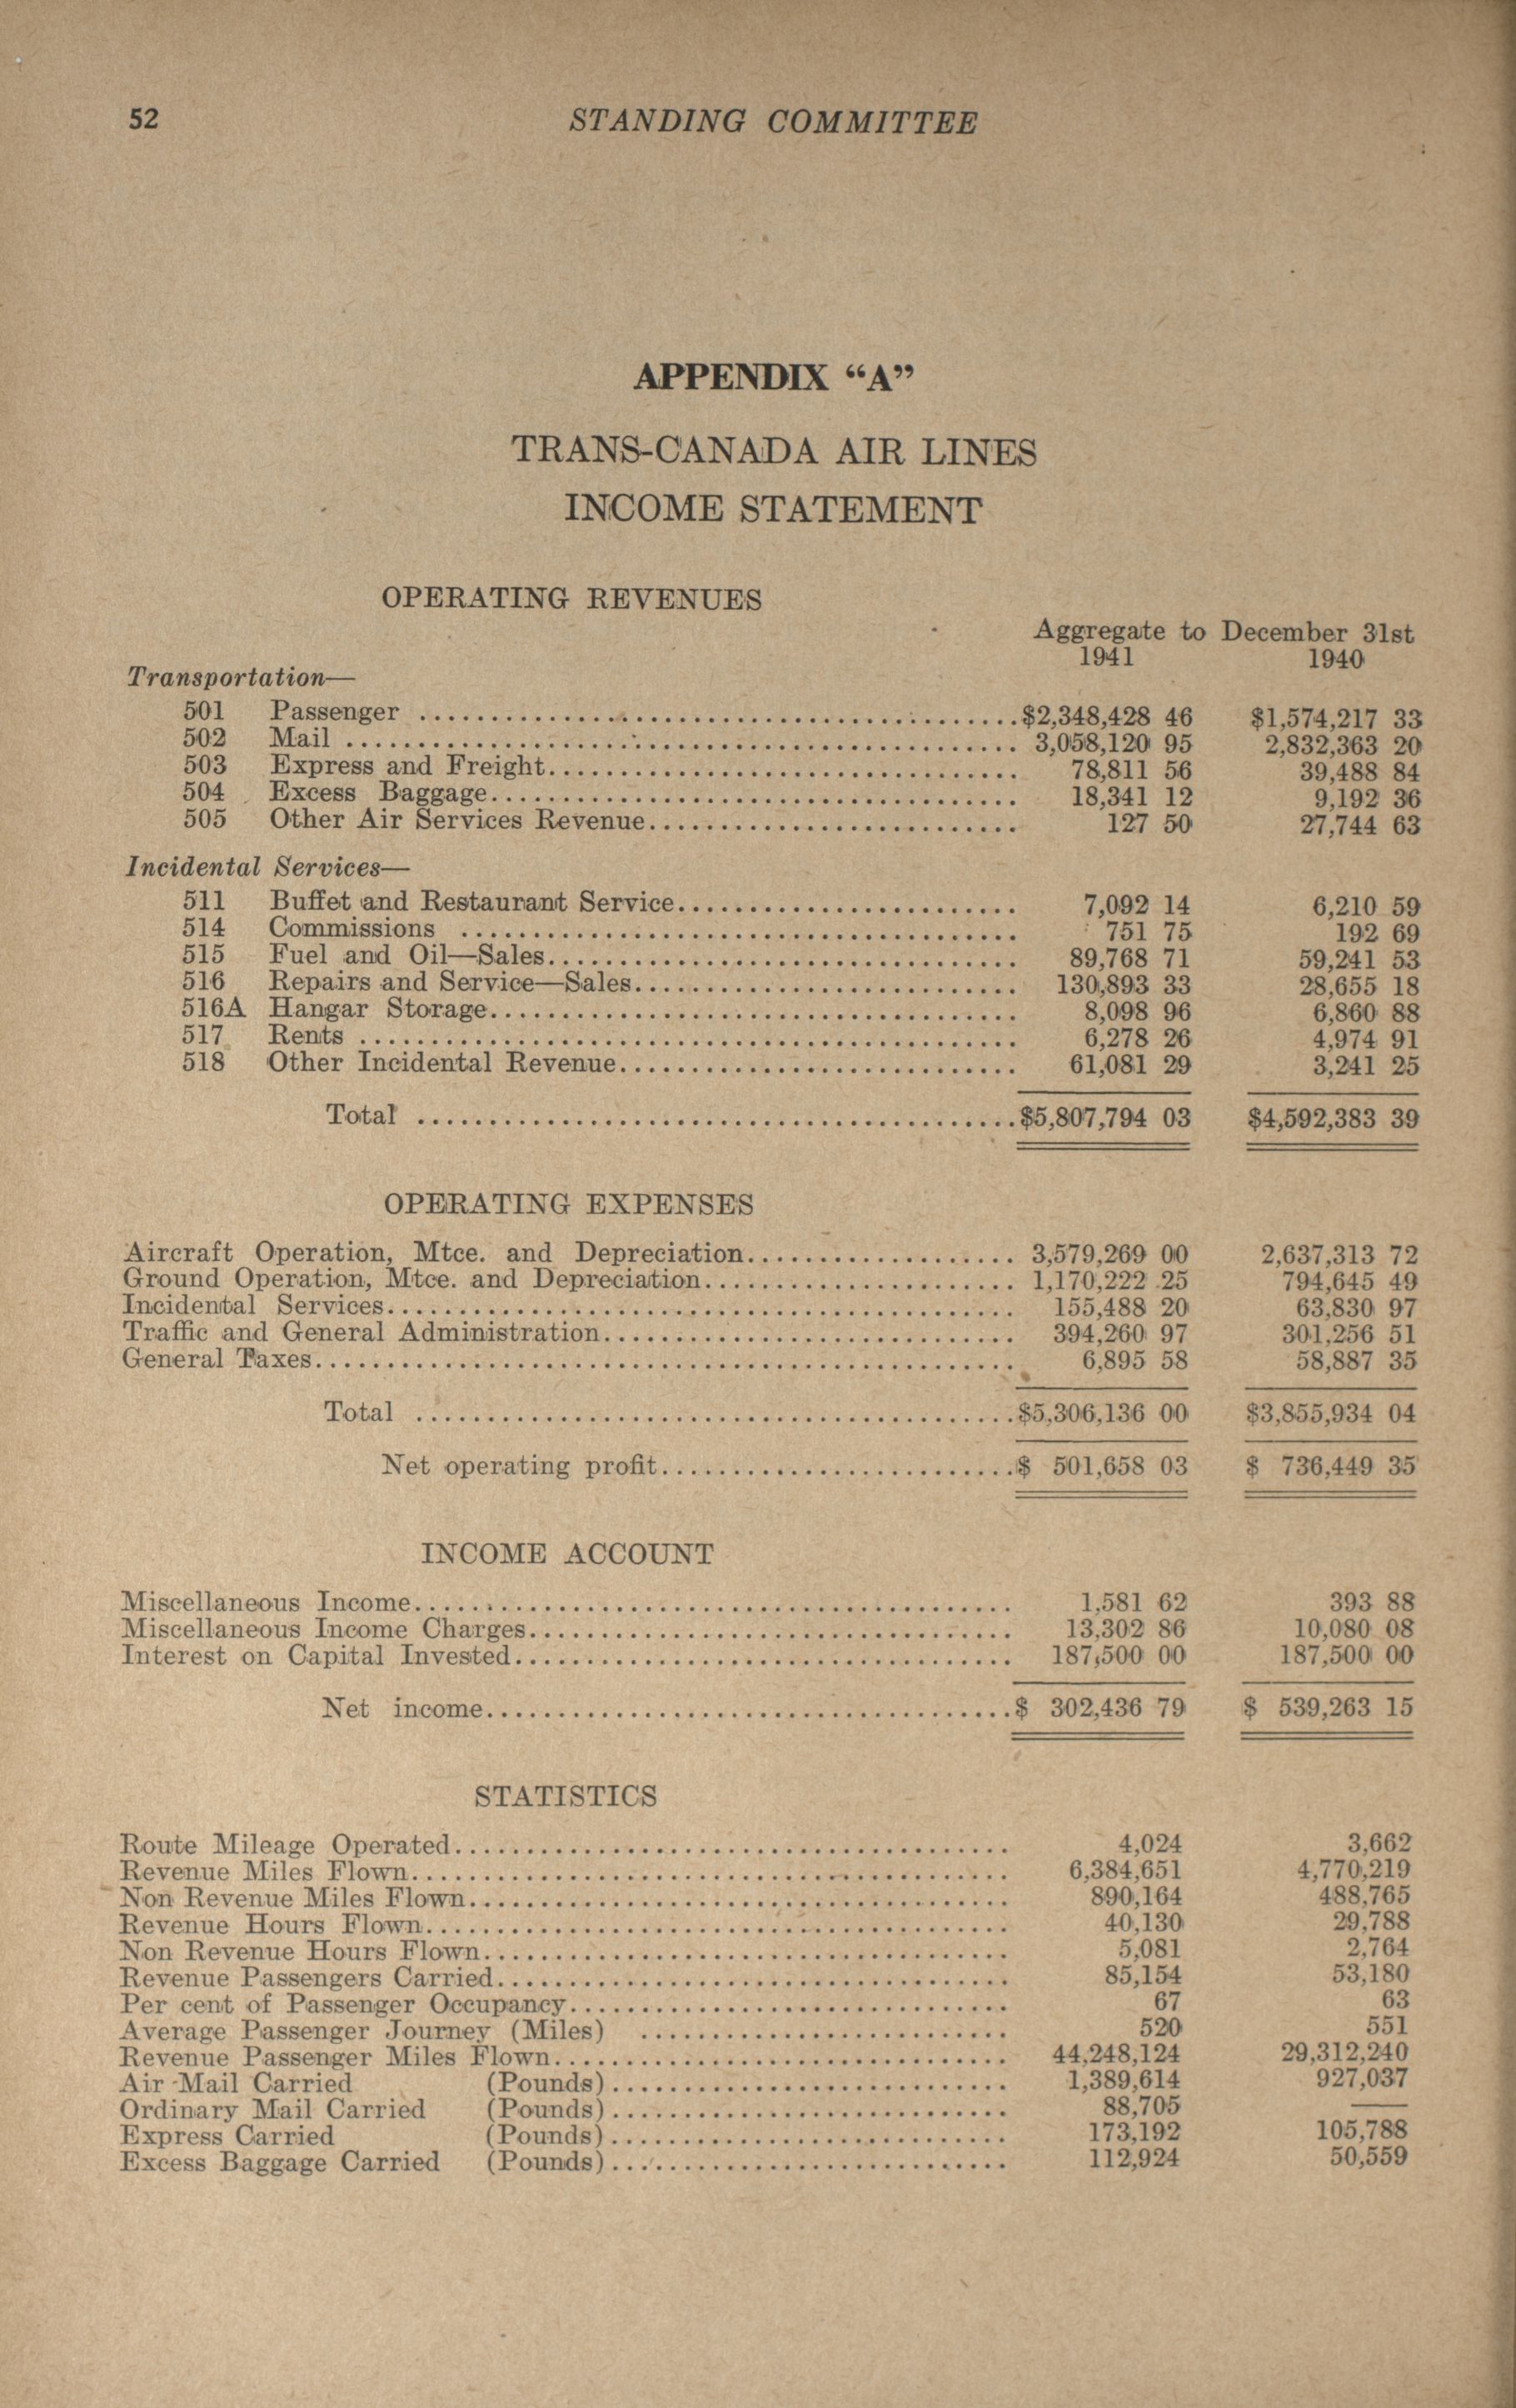 52 STANDING COMMITTEE
APPENDIX “A”
TRANS-CANADA AIR LINES
INCOME STATEMENT
OPERATING REVENUES
Aggregate to December 31st
1941 1940
Transportation—
501 Passenger $2,348,428 46 $1,574,217 33
502 Mail 3,058,120 95 2,832,363 20
503 Express and Freight 78,811 56 39,488 84
504 Excess Baggage 18,341 12 9,192 36
505 Other Air Services Revenue 127 50 27,744 63
Incidental Services—
511 Buffet and Restaurant Service 7,092 14 6,210 59
514 Commissions 751 75 192 69
515 Fuel and Oil—Sales 89,768 71 59,241 53
516 Repairs and Service—Sales 130,893 33 28,655 18
516A Hangar Storage 8,098 96 6,860 88
517 Rents 6,278 26 4,974 91
518 Other Incidental Revenue 61,081 29 3,241 25
Total $5,807,794 03 $4,592,383 39
OPERATING EXPENSES
Aircraft Operation, Mtce. and Depreciation 3,579,269 00 2,637,313 72
Ground Operation, Mtce. and Depreciation 1,170,222 25 794,645 49
Incidental Services 155,488 20 63,830 97
Traffic and General Administration 394,260 97 301,256 51
General Taxes 6,895 58 58,887 35
Total $5,306,136 00 $3,855,934 04
Net operating profit $ 501,658 03 $ 736,449 35
INCOME ACCOUNT
Miscellaneous Income 1,581 62 393 88
Miscellaneous Income Charges 13,302 86 10,080 08
Interest on Capital Invested 187,500 00 187,500 00
Net income $ 302,436 79 $ 539,263 15
STATISTICS
Route Mileage Operated 4,024 3,662
Revenue Miles Flown 6,384,651 4,770,219
Non Revenue Miles Flown 890,164 488,765
Revenue Hours Flown 40,130 29,788
Non Revenue Hours Flown 5,081 2,764
Revenue Passengers Carried 85,154 53,180
Per cent of Passenger Occupancy 67 63
Average Passenger Journey (Miles) 520 551
Revenue Passenger Miles Flown 44,248,124 29,312,240
Air Mail Carried (Pounds) 1,389,614 927,037
Ordinary Mail Carried (Pounds) 88,705 ——
Express Carried (Pounds) 173,192 105,788
Excess Baggage Carried (Pounds) 112,924 50,559